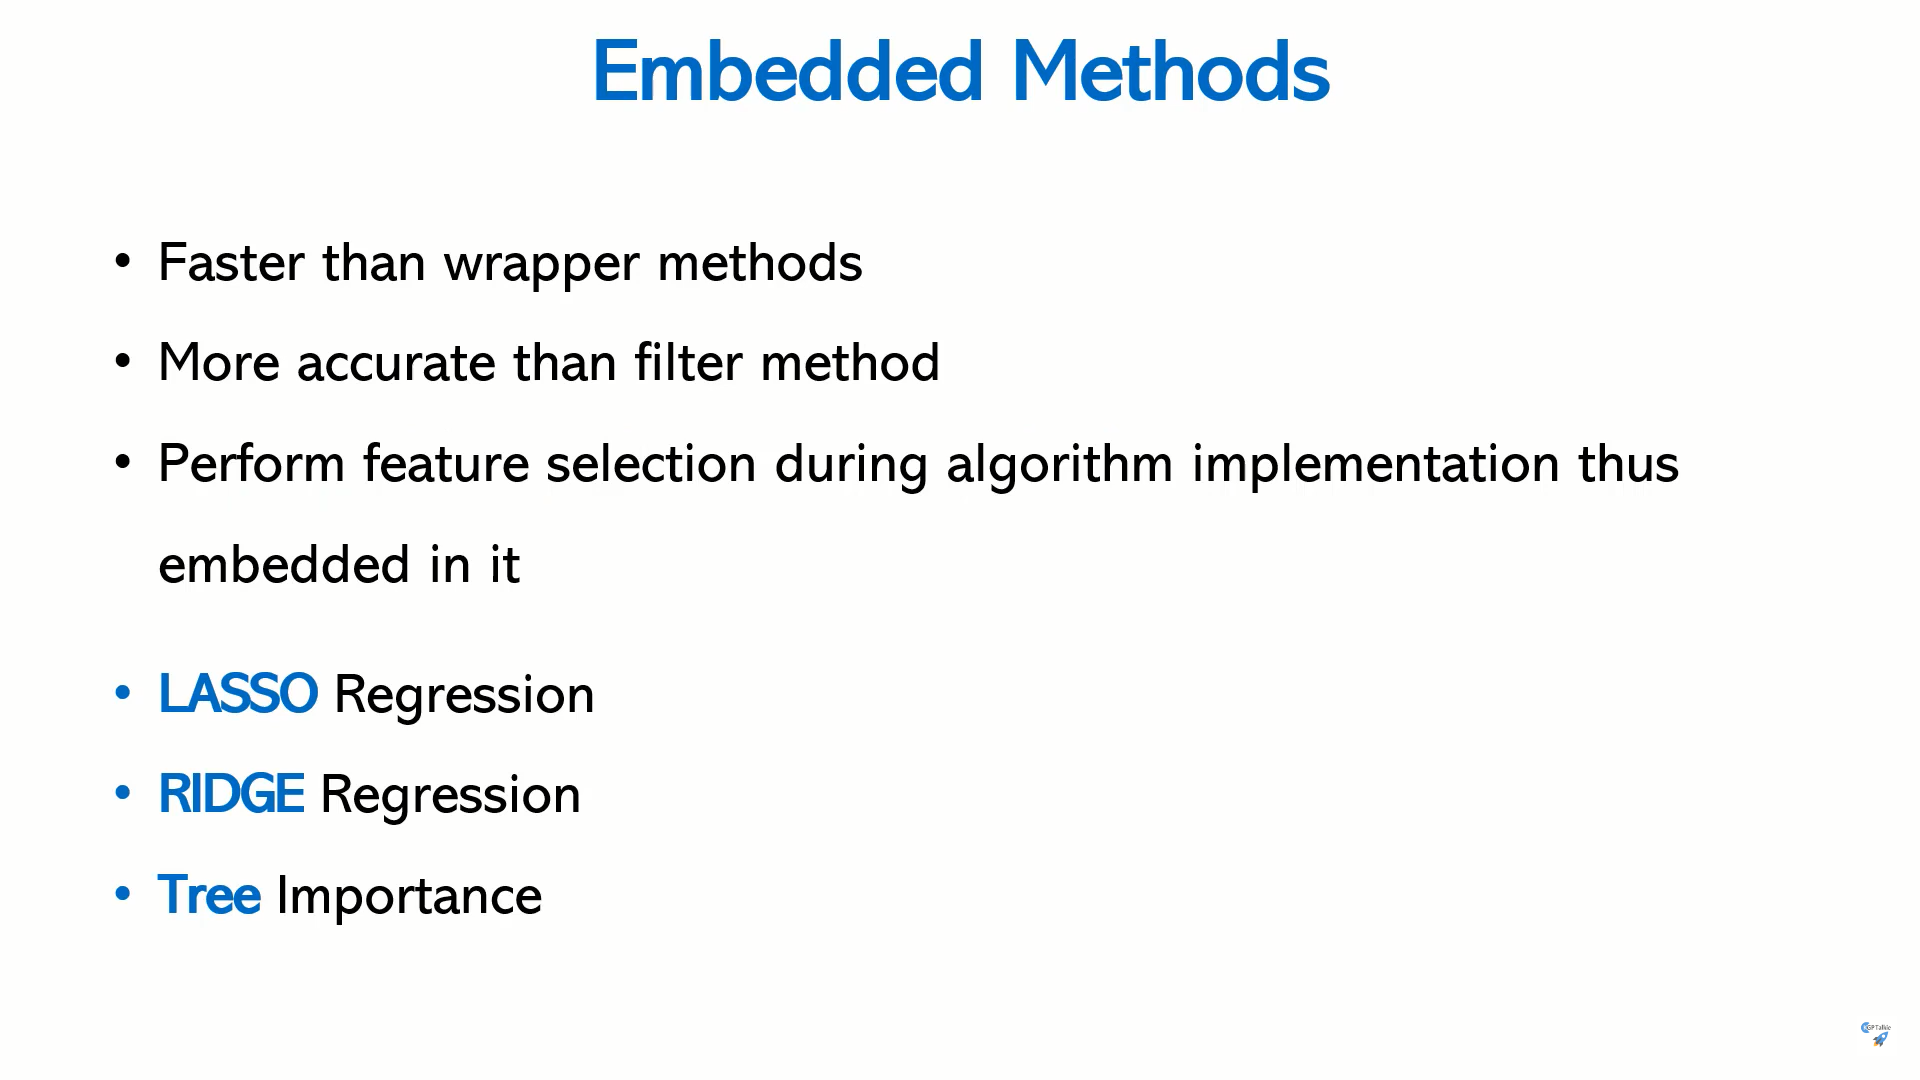 Embedded Methods
• Faster than wrapper methods
• More accurate than filter method
• Perform feature selection during algorithm implementation thus
embedded in it
• LASSO Regression
• RIDGE Regression
• Tree Importance
KGPTalkie